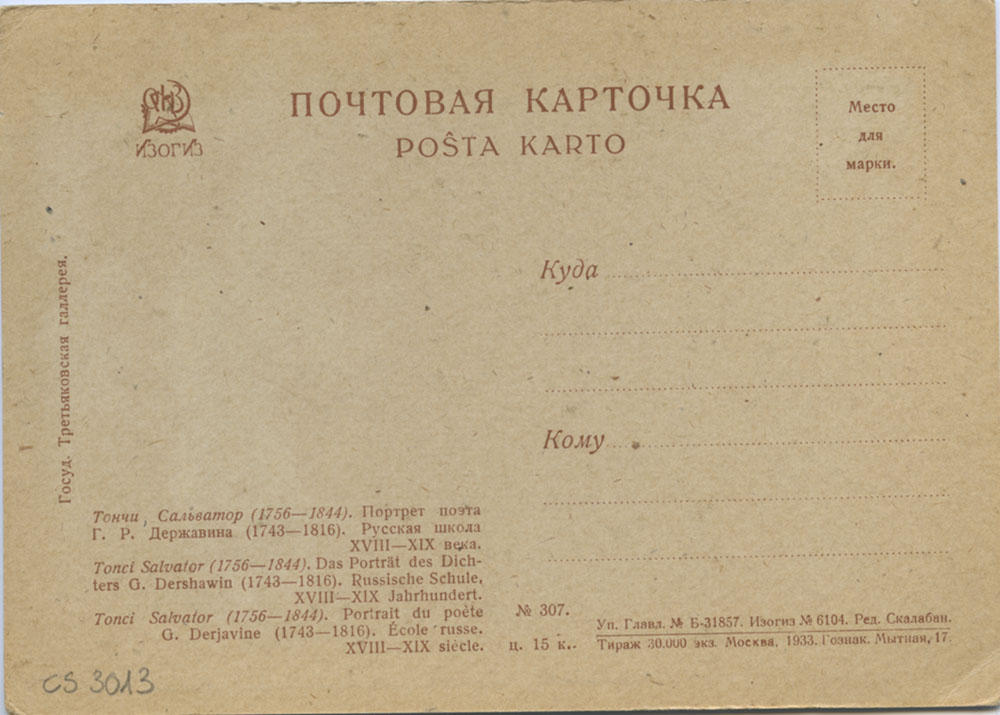 ИЗОГИЗ
ПОЧТОВАЯ КАРТОЧКА
POŜTA KARTO
Место
для
марки.
Госуд. Третьяковская галлерея.
Куда
Кому
Тончи, Сальватор (1756—1844). Портрет поэта
Г. Р. Державина (1743—1816). Русская школа
XVIII—XIX века.
Tonci Salvator (1756—1844). Das Porträt des Dich-
ters G. Dershawin (1743—1816). Russische Schule,
XVIII—XIX Jahrhundert.
Tonci Salvator (1756—1844). Portrait du poète
G. Derjavine (1743—1816). École russe.
XVIII—XIX siècle.
№ 307.
ц. 15 к.
Уп. Главл. № Б-31857. Изогиз № 6104. Ред. Скалабан.
Тираж 30.000 экз. Москва, 1933. Гознак. Мытная, 17.
CS 3013